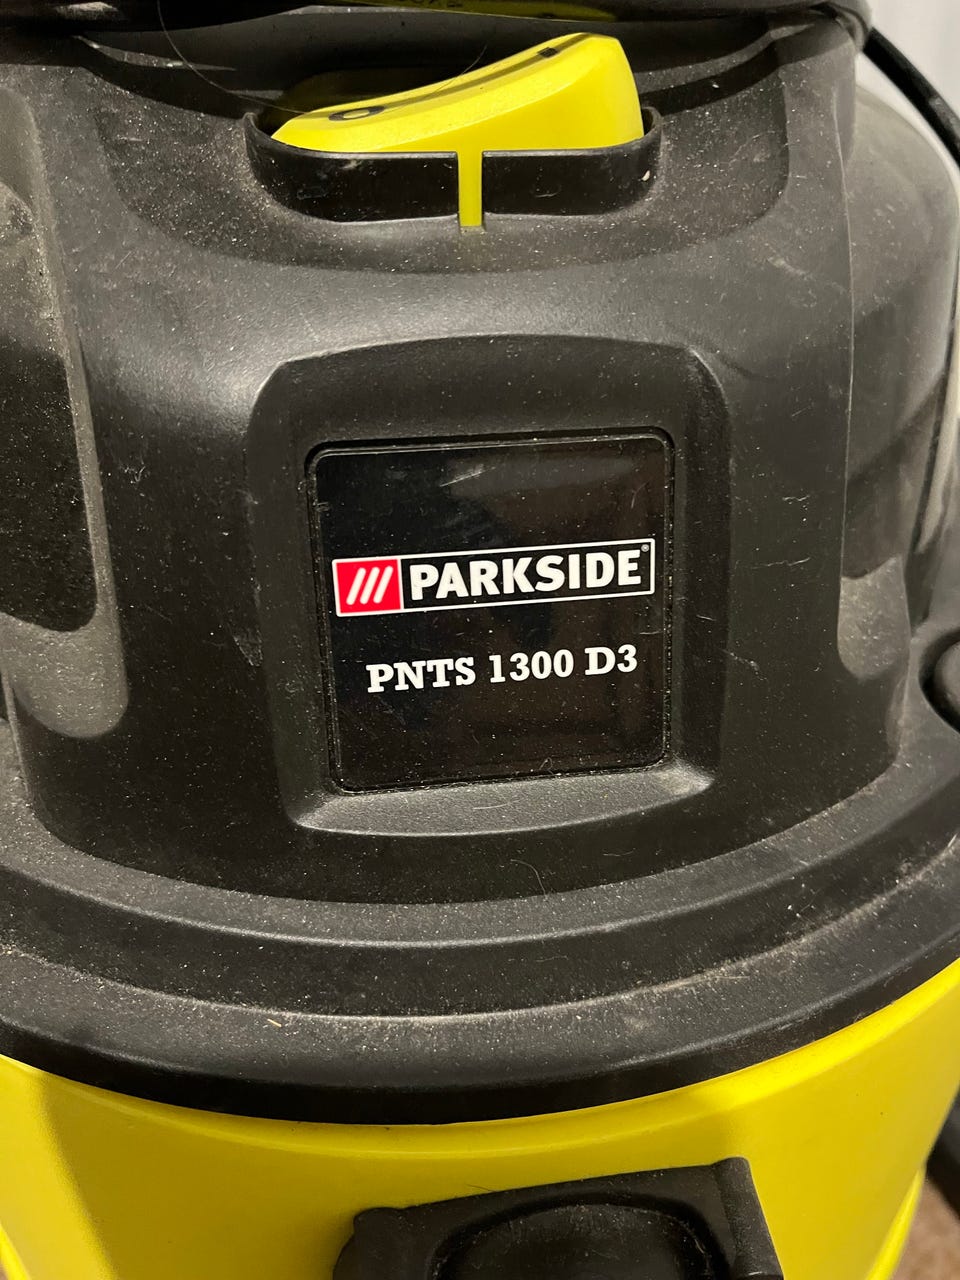 PARKSIDE®
PNTS 1300 D3